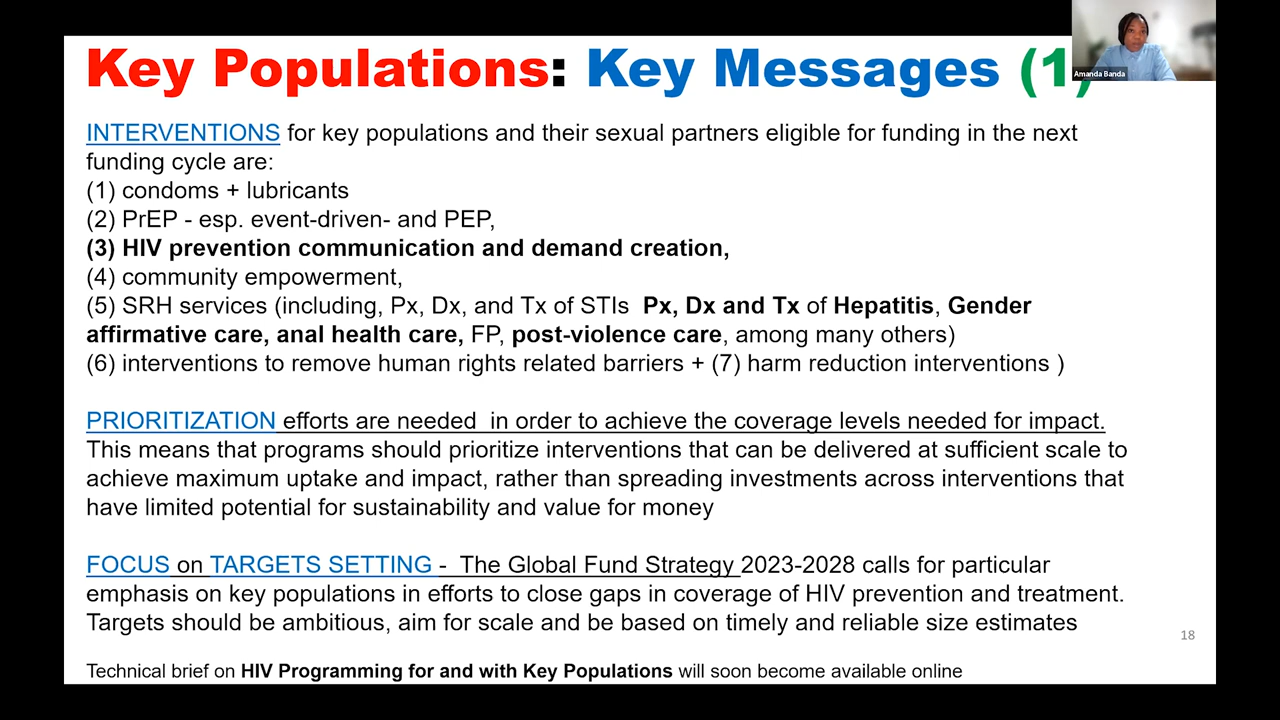 Key Populations: Key Messages (1)
Amanda Banda
INTERVENTIONS for key populations and their sexual partners eligible for funding in the next
funding cycle are:
(1) condoms + lubricants
(2) PrEP - esp. event-driven- and PEP,
(3) HIV prevention communication and demand creation,
(4) community empowerment,
(5) SRH services (including, Px, Dx, and Tx of STIs Px, Dx and Tx of Hepatitis, Gender
affirmative care, anal health care, FP, post-violence care, among many others)
(6) interventions to remove human rights related barriers + (7) harm reduction interventions )
PRIORITIZATION efforts are needed in order to achieve the coverage levels needed for impact.
This means that programs should prioritize interventions that can be delivered at sufficient scale to
achieve maximum uptake and impact, rather than spreading investments across interventions that
have limited potential for sustainability and value for money
FOCUS on TARGETS SETTING - The Global Fund Strategy 2023-2028 calls for particular
emphasis on key populations in efforts to close gaps in coverage of HIV prevention and treatment.
Targets should be ambitious, aim for scale and be based on timely and reliable size estimates
18
Technical brief on HIV Programming for and with Key Populations will soon become available online